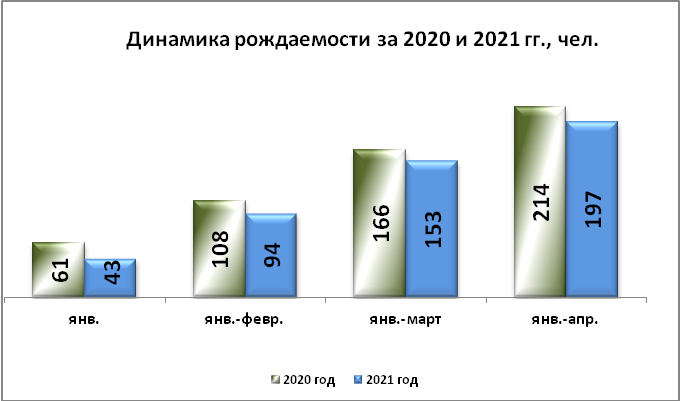 Динамика рождаемости за 2020 и 2021 гг., чел.
61 43 108 94 166 153 214 197
янв. янв.-февр. янв.-март янв.-апр.
2020 год 2021 год